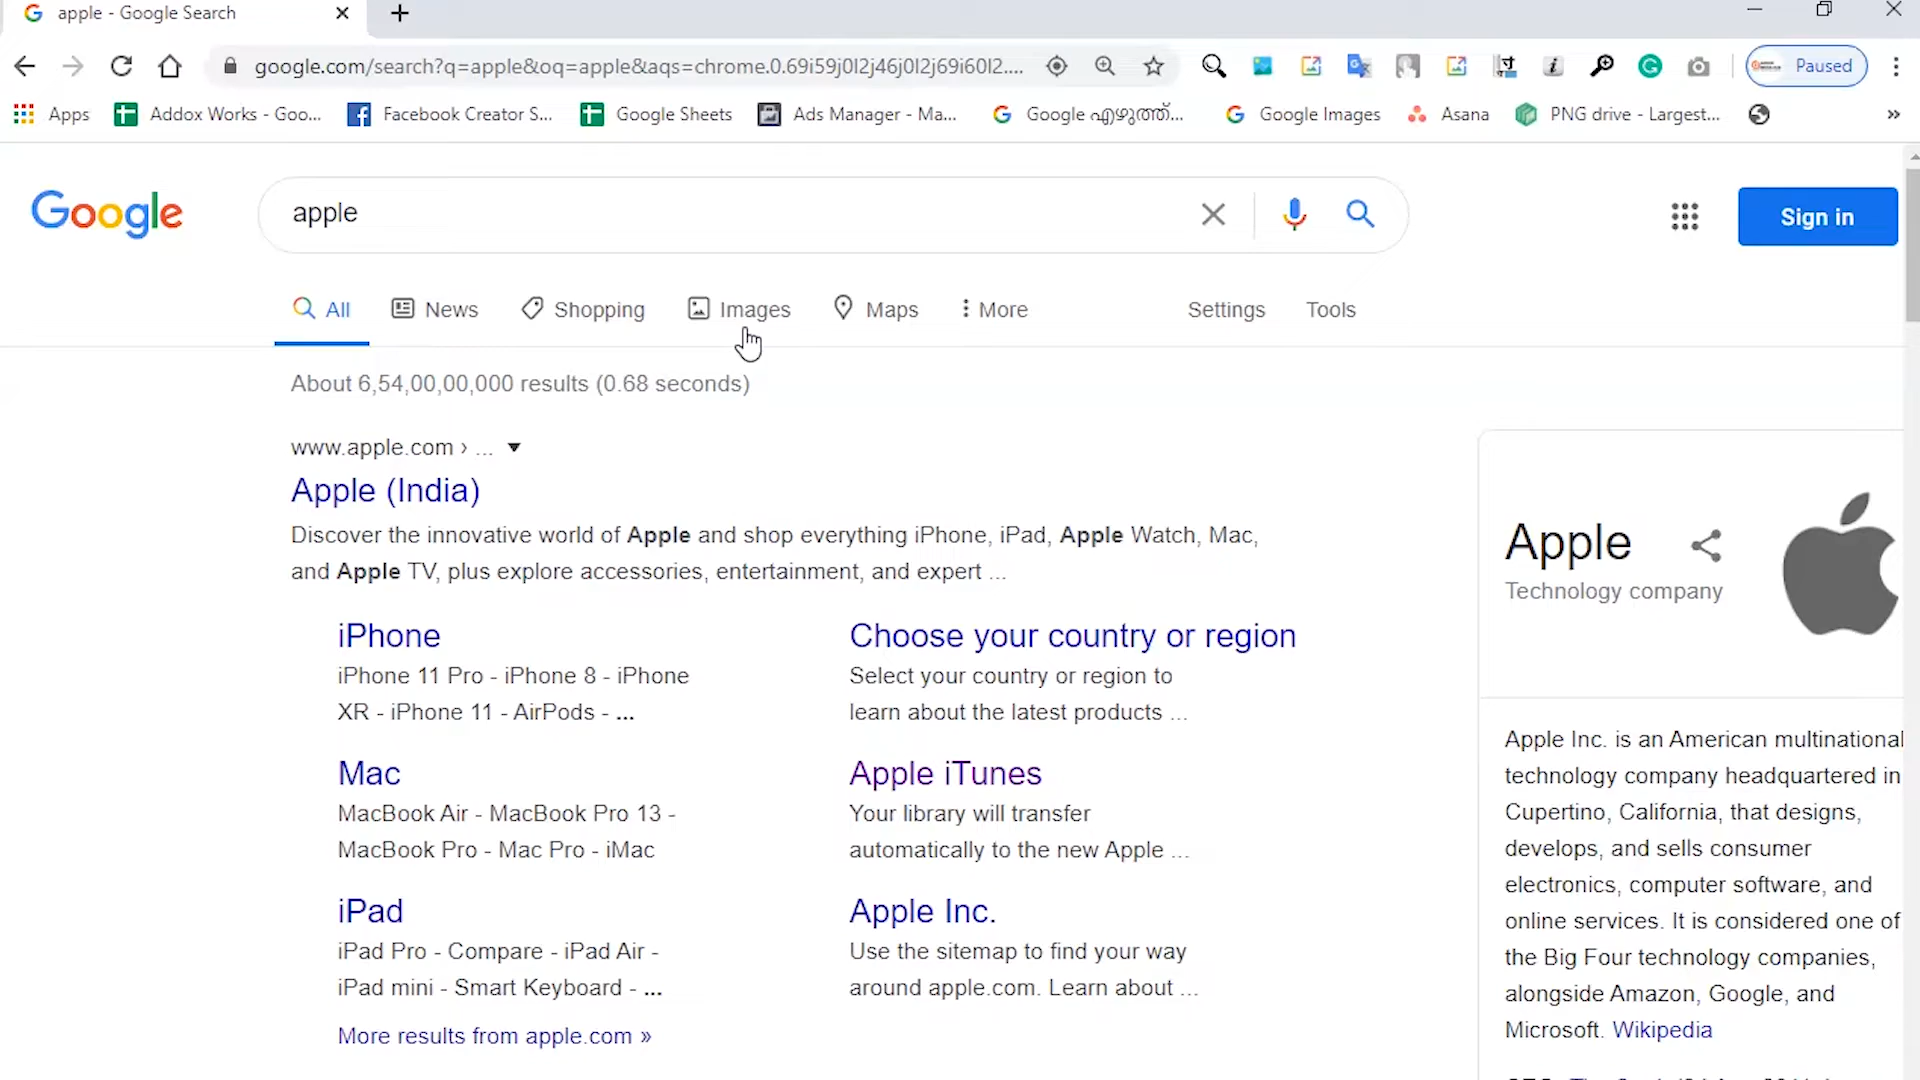 apple - Google Search
google.com/search?q=apple&oq=apple&aqs=chrome.0.69i59j0l2j46j0l2j69i60l2....
Paused
Apps
Addox Works - Goo...
Facebook Creator S...
Google Sheets
Ads Manager - Ma...
Google എഴുത്ത്...
Google Images
Asana
PNG drive - Largest...
»
Google
apple
Sign in
All
News
Shopping
Images
Maps
More
Settings
Tools
About 6,54,00,00,000 results (0.68 seconds)
www.apple.com › ...
Apple (India)
Discover the innovative world of Apple and shop everything iPhone, iPad, Apple Watch, Mac,
and Apple TV, plus explore accessories, entertainment, and expert ...
iPhone
iPhone 11 Pro - iPhone 8 - iPhone
XR - iPhone 11 - AirPods - ...
Choose your country or region
Select your country or region to
learn about the latest products ...
Mac
MacBook Air - MacBook Pro 13 -
MacBook Pro - Mac Pro - iMac
Apple iTunes
Your library will transfer
automatically to the new Apple ...
iPad
iPad Pro - Compare - iPad Air -
iPad mini - Smart Keyboard - ...
Apple Inc.
Use the sitemap to find your way
around apple.com. Learn about ...
More results from apple.com »
Apple
Technology company
Apple Inc. is an American multinational
technology company headquartered in
Cupertino, California, that designs,
develops, and sells consumer
electronics, computer software, and
online services. It is considered one of
the Big Four technology companies,
alongside Amazon, Google, and
Microsoft. Wikipedia